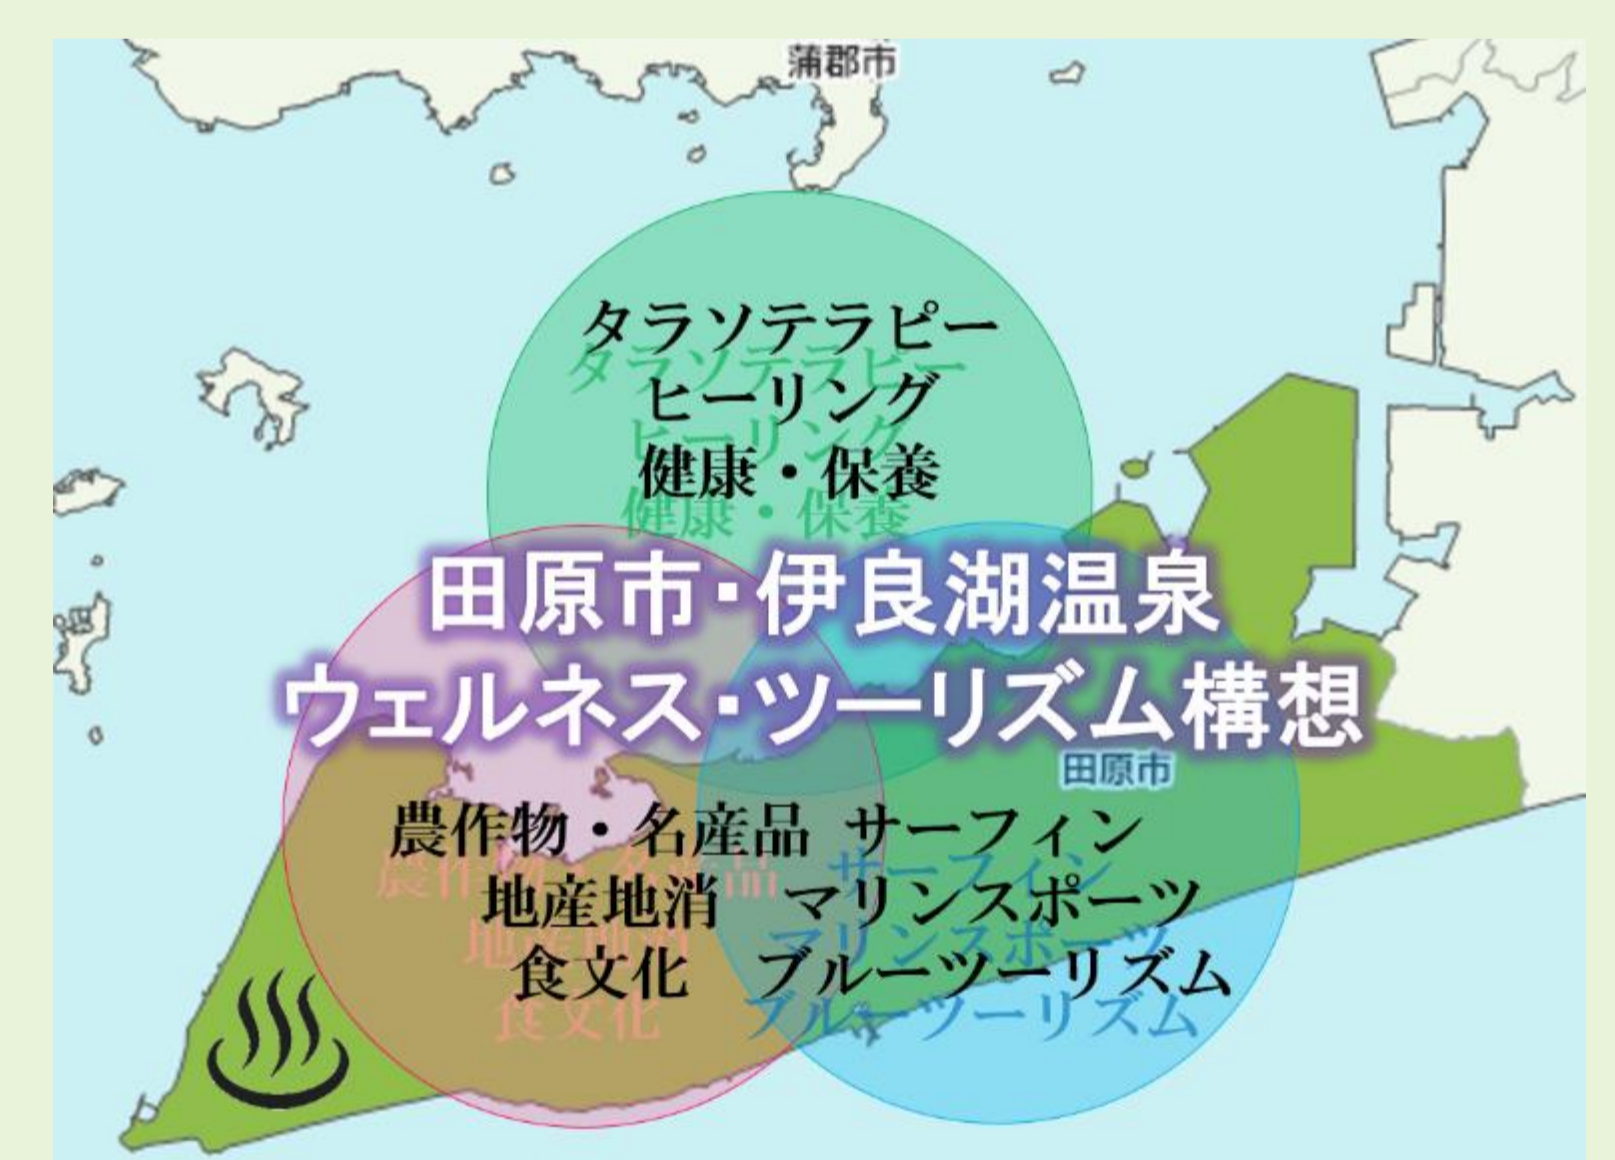 蒲郡市
タラソテラピー
ヒーリング
健康・保養
田原市・伊良湖温泉
ウェルネス・ツーリズム構想
田原市
農作物・名産品 サーフィン
地産地消 マリンスポーツ
食文化 ブルーツーリズム